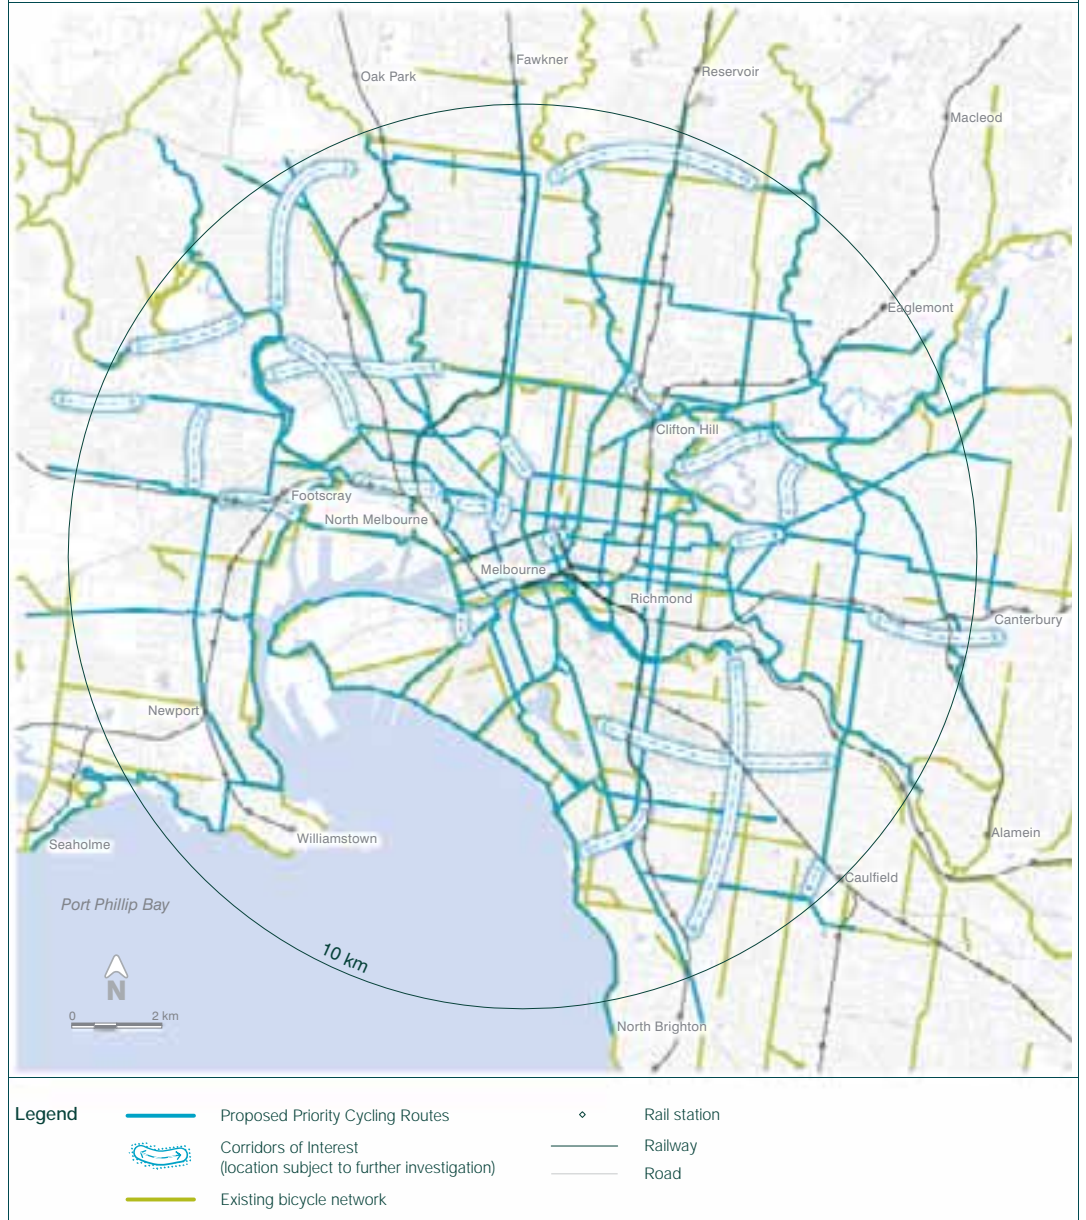 Fawkner
Oak Park
Reservoir
Macleod
Eaglemont
Clifton Hill
Footscray
North Melbourne
Melbourne
Richmond
Canterbury
Newport
Williamstown
Seaholme
Alamein
Caulfield
Port Phillip Bay
10 km
N
0 2 km
North Brighton
Legend
Proposed Priority Cycling Routes
Corridors of Interest
(location subject to further investigation)
Existing bicycle network
Rail station
Railway
Road